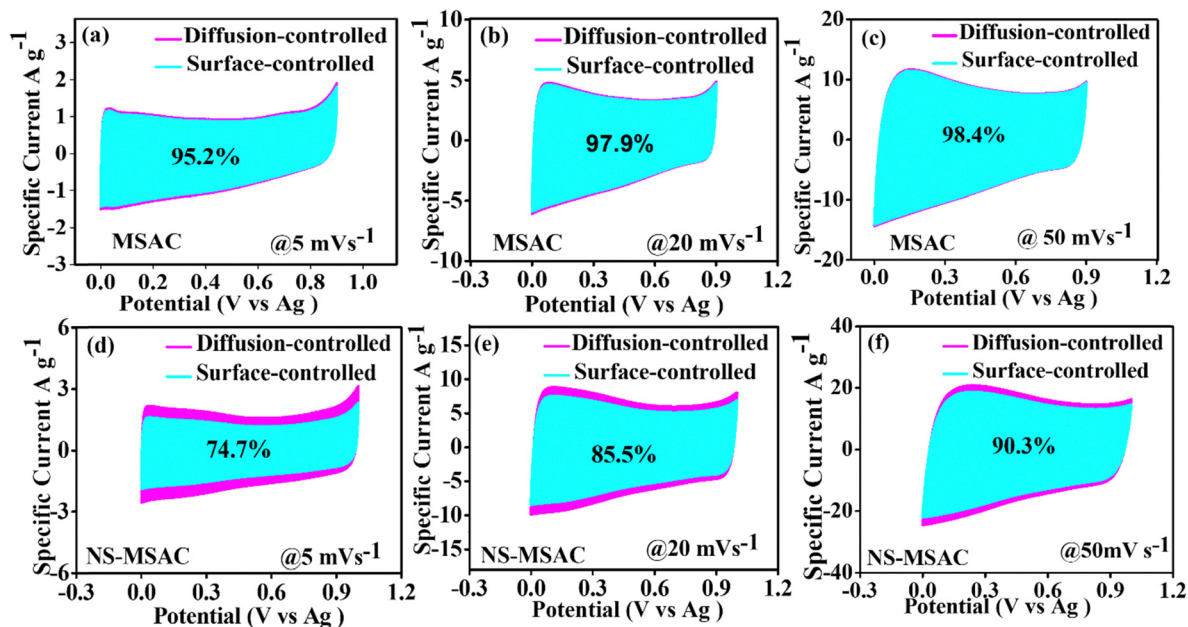 (a)
Diffusion-controlled
Surface-controlled
95.2%
MSAC
@5 mVs⁻¹
Specific Current A g⁻¹
3
2
1
0
-1
-2
-3
0.0 0.2 0.4 0.6 0.8 1.0
Potential (V vs Ag )
(b)
Diffusion-controlled
Surface-controlled
97.9%
MSAC
@20 mVs⁻¹
Specific Current A g⁻¹
10
5
0
-5
-10
-0.3 0.0 0.3 0.6 0.9 1.2
Potential (V vs Ag )
(c)
Diffusion-controlled
Surface-controlled
98.4%
MSAC
@ 50 mVs⁻¹
Specific Current A g⁻¹
20
10
0
-10
-20
0.0 0.3 0.6 0.9 1.2
Potential (V vs Ag )
(d)
Diffusion-controlled
Surface-controlled
74.7%
NS-MSAC
@5 mVs⁻¹
Specific Current A g⁻¹
6
3
0
-3
-6
-0.3 0.0 0.3 0.6 0.9 1.2
Potential (V vs Ag )
(e)
Diffusion-controlled
Surface-controlled
85.5%
NS-MSAC
@20 mVs⁻¹
Specific Current A g⁻¹
15
10
5
0
-5
-10
-15
-0.3 0.0 0.3 0.6 0.9 1.2
Potential (V vs Ag )
(f)
Diffusion-controlled
Surface-controlled
90.3%
NS-MSAC
@50mV s⁻¹
Specific Current A g⁻¹
40
20
0
-20
-40
-0.3 0.0 0.3 0.6 0.9 1.2
Potential (V vs Ag )